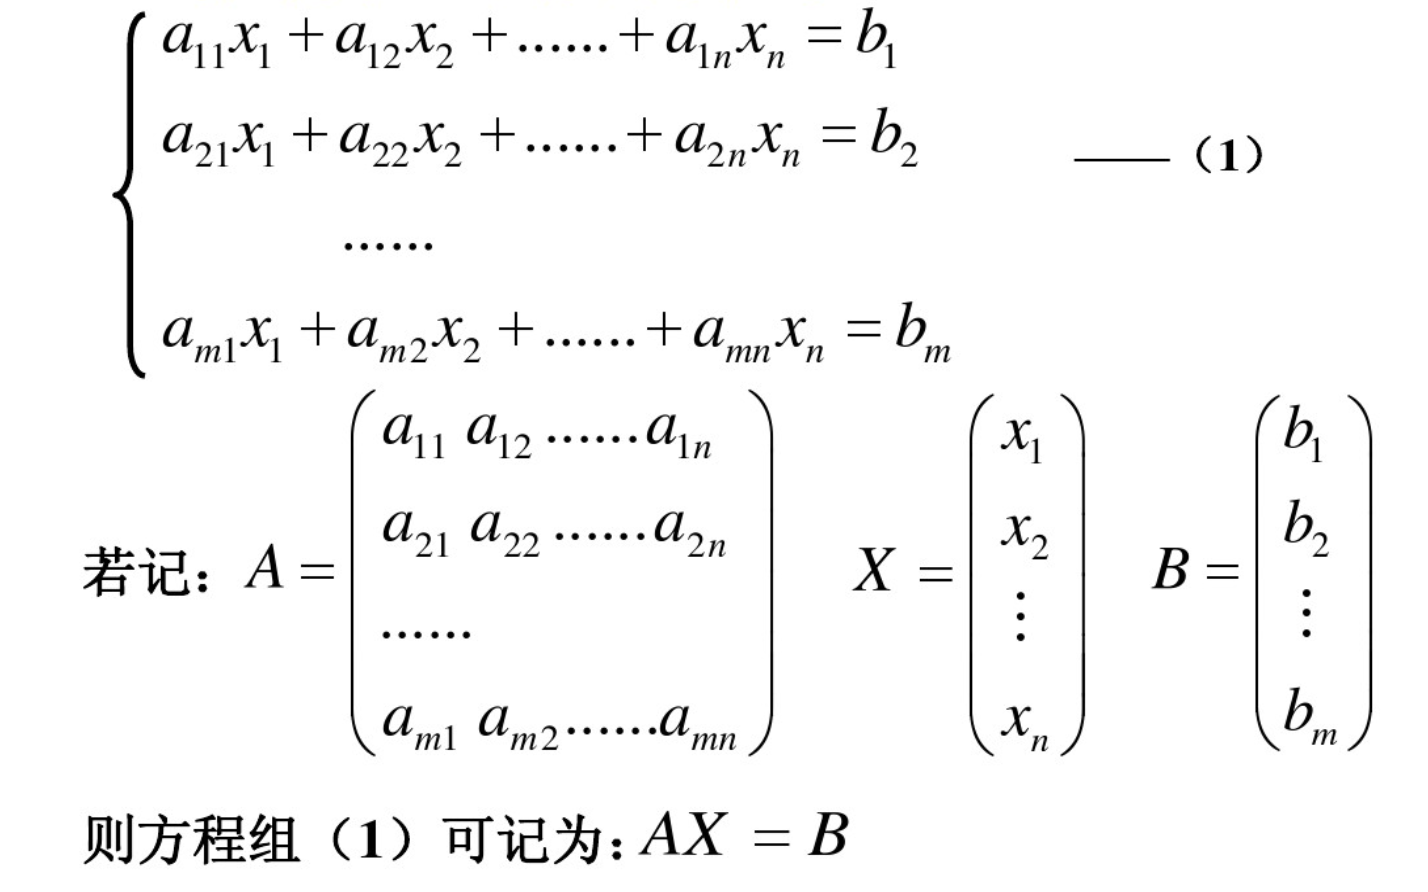 a₁₁x₁ + a₁₂x₂ + ...... + a₁ₙxₙ = b₁
a₂₁x₁ + a₂₂x₂ + ...... + a₂ₙxₙ = b₂ ——（1）
......
aₘ₁x₁ + aₘ₂x₂ + ...... + aₘₙxₙ = bₘ
若记：A = ( a₁₁ a₁₂ ...... a₁ₙ
a₂₁ a₂₂ ...... a₂ₙ
......
aₘ₁ aₘ₂ ...... aₘₙ )
X = ( x₁
x₂
⋮
xₙ )
B = ( b₁
b₂
⋮
bₘ )
则方程组（1）可记为：AX = B